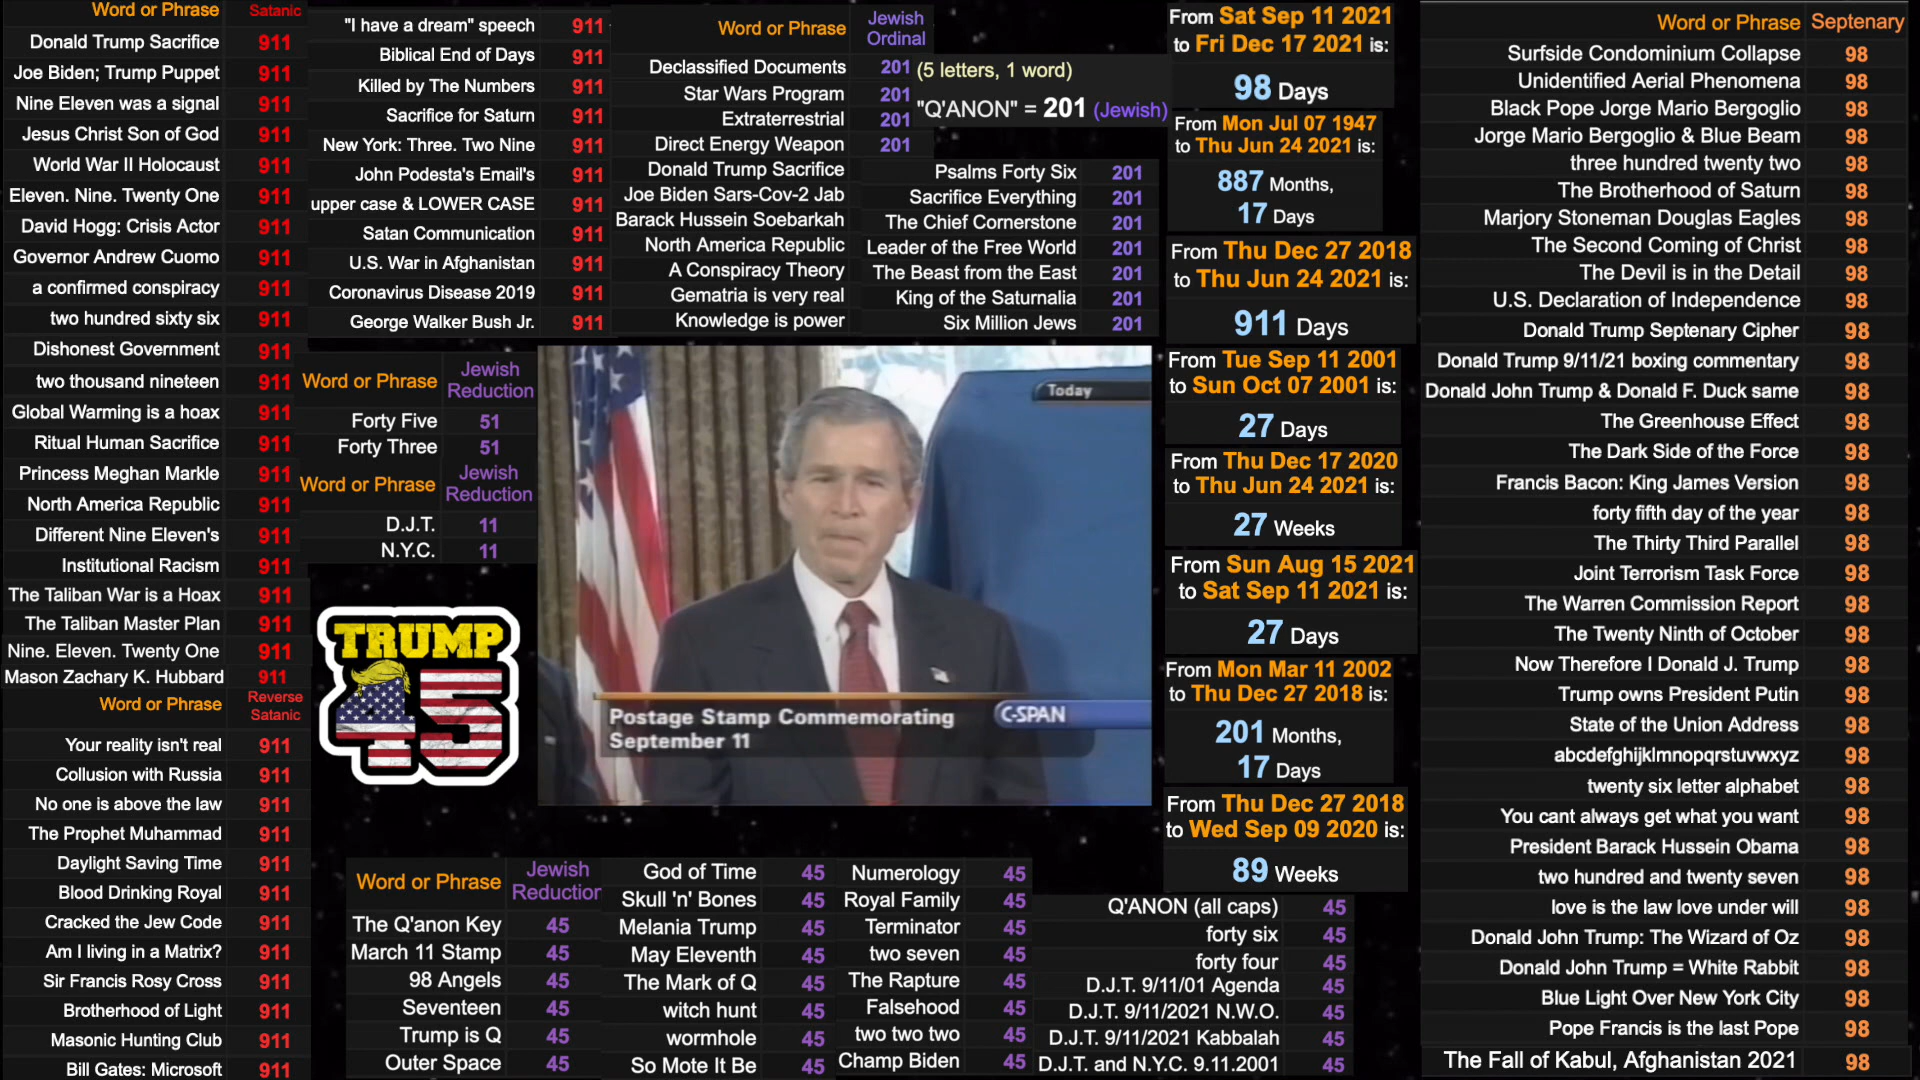 Word or Phrase Satanic
Donald Trump Sacrifice 911
Joe Biden; Trump Puppet 911
Nine Eleven was a signal 911
Jesus Christ Son of God 911
World War II Holocaust 911
Eleven. Nine. Twenty One 911
David Hogg: Crisis Actor 911
Governor Andrew Cuomo 911
a confirmed conspiracy 911
two hundred sixty six 911
Dishonest Government 911
two thousand nineteen 911
Global Warming is a hoax 911
Ritual Human Sacrifice 911
Princess Meghan Markle 911
North America Republic 911
Different Nine Eleven's 911
Institutional Racism 911
The Taliban War is a Hoax 911
The Taliban Master Plan 911
Nine. Eleven. Twenty One 911
Mason Zachary K. Hubbard 911
Word or Phrase Reverse Satanic
Your reality isn't real 911
Collusion with Russia 911
No one is above the law 911
The Prophet Muhammad 911
Daylight Saving Time 911
Blood Drinking Royal 911
Cracked the Jew Code 911
Am I living in a Matrix? 911
Sir Francis Rosy Cross 911
Brotherhood of Light 911
Masonic Hunting Club 911
Bill Gates: Microsoft 911
"I have a dream" speech 911
Biblical End of Days 911
Killed by The Numbers 911
Sacrifice for Saturn 911
New York: Three. Two Nine 911
John Podesta's Email's 911
upper case & LOWER CASE 911
Satan Communication 911
U.S. War in Afghanistan 911
Coronavirus Disease 2019 911
George Walker Bush Jr. 911
Word or Phrase Jewish Reduction
Forty Five 51
Forty Three 51
Word or Phrase Jewish Reduction
D.J.T. 11
N.Y.C. 11
TRUMP
45
Word or Phrase Jewish Ordinal
Declassified Documents 201
Star Wars Program 201
Extraterrestrial 201
Direct Energy Weapon 201
Donald Trump Sacrifice
Joe Biden Sars-Cov-2 Jab
Barack Hussein Soebarkah
North America Republic
A Conspiracy Theory
Gematria is very real
Knowledge is power
(5 letters, 1 word)
"Q'ANON" = 201 (Jewish)
Psalms Forty Six 201
Sacrifice Everything 201
The Chief Cornerstone 201
Leader of the Free World 201
The Beast from the East 201
King of the Saturnalia 201
Six Million Jews 201
Today
Postage Stamp Commemorating
September 11
C-SPAN
Word or Phrase Jewish Reduction
The Q'anon Key 45
March 11 Stamp 45
98 Angels 45
Seventeen 45
Trump is Q 45
Outer Space 45
God of Time 45
Skull 'n' Bones 45
Melania Trump 45
May Eleventh 45
The Mark of Q 45
witch hunt 45
wormhole 45
So Mote It Be 45
Numerology 45
Royal Family 45
Terminator 45
two seven 45
The Rapture 45
Falsehood 45
two two two 45
Champ Biden 45
Q'ANON (all caps) 45
forty six 45
forty four 45
D.J.T. 9/11/01 Agenda 45
D.J.T. 9/11/2021 N.W.O. 45
D.J.T. 9/11/2021 Kabbalah 45
D.J.T. and N.Y.C. 9.11.2001 45
From Sat Sep 11 2021
to Fri Dec 17 2021 is:
98 Days
From Mon Jul 07 1947
to Thu Jun 24 2021 is:
887 Months,
17 Days
From Thu Dec 27 2018
to Thu Jun 24 2021 is:
911 Days
From Tue Sep 11 2001
to Sun Oct 07 2001 is:
27 Days
From Thu Dec 17 2020
to Thu Jun 24 2021 is:
27 Weeks
From Sun Aug 15 2021
to Sat Sep 11 2021 is:
27 Days
From Mon Mar 11 2002
to Thu Dec 27 2018 is:
201 Months,
17 Days
From Thu Dec 27 2018
to Wed Sep 09 2020 is:
89 Weeks
Word or Phrase Septenary
Surfside Condominium Collapse 98
Unidentified Aerial Phenomena 98
Black Pope Jorge Mario Bergoglio 98
Jorge Mario Bergoglio & Blue Beam 98
three hundred twenty two 98
The Brotherhood of Saturn 98
Marjory Stoneman Douglas Eagles 98
The Second Coming of Christ 98
The Devil is in the Detail 98
U.S. Declaration of Independence 98
Donald Trump Septenary Cipher 98
Donald Trump 9/11/21 boxing commentary 98
Donald John Trump & Donald F. Duck same 98
The Greenhouse Effect 98
The Dark Side of the Force 98
Francis Bacon: King James Version 98
forty fifth day of the year 98
The Thirty Third Parallel 98
Joint Terrorism Task Force 98
The Warren Commission Report 98
The Twenty Ninth of October 98
Now Therefore I Donald J. Trump 98
Trump owns President Putin 98
State of the Union Address 98
abcdefghijklmnopqrstuvwxyz 98
twenty six letter alphabet 98
You cant always get what you want 98
President Barack Hussein Obama 98
two hundred and twenty seven 98
love is the law love under will 98
Donald John Trump: The Wizard of Oz 98
Donald John Trump = White Rabbit 98
Blue Light Over New York City 98
Pope Francis is the last Pope 98
The Fall of Kabul, Afghanistan 2021 98